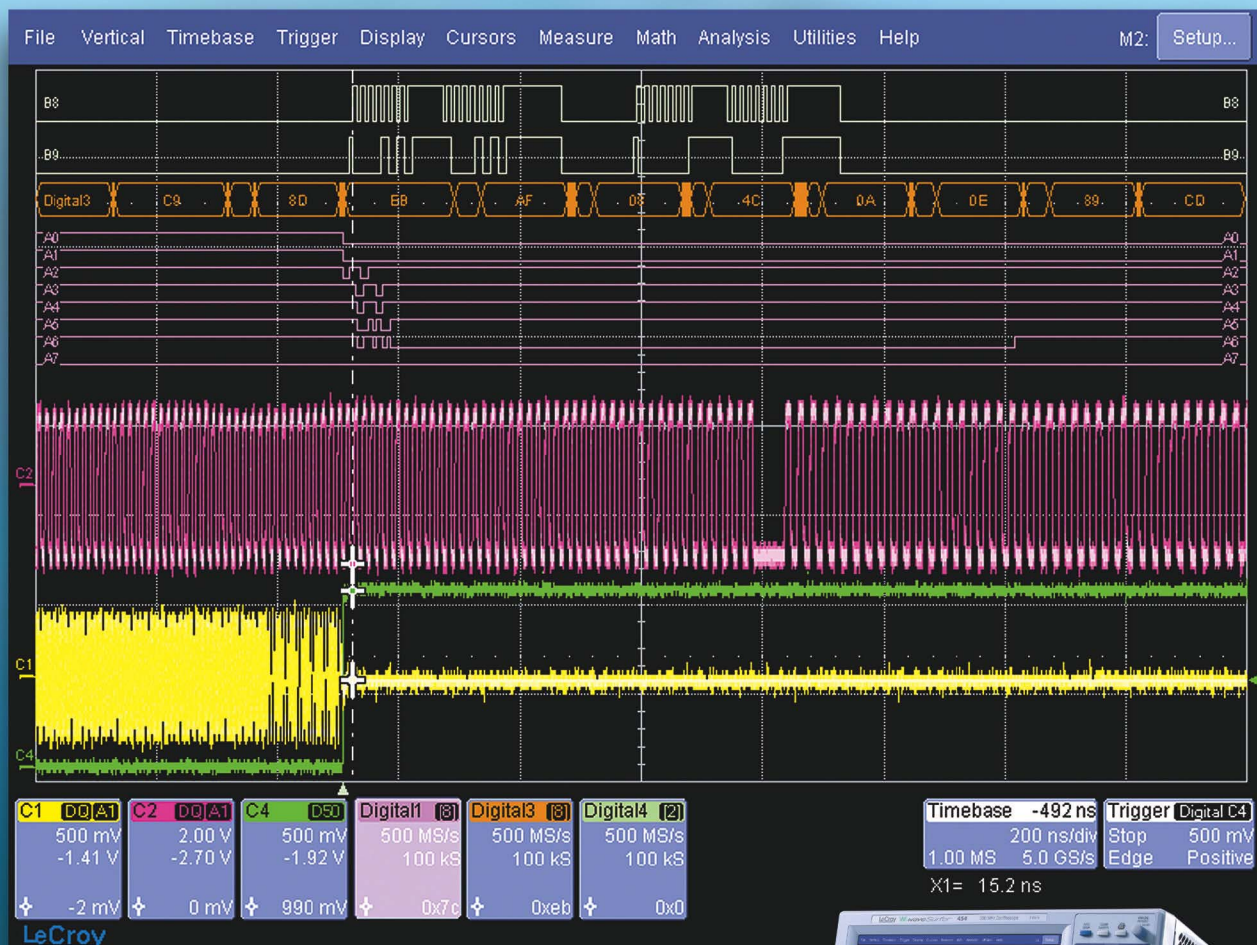 File Vertical Timebase Trigger Display Cursors Measure Math Analysis Utilities Help M2: Setup...
B8 B8
B9 B9
Digital3 C9 8D BB AF 4C 0A 0E 89 CD
A0 A0
A1 A1
A2 A2
A3 A3
A4 A4
A5 A5
A6 A6
A7 A7
C2
C1
C4
C1 DQ A1
500 mV
-1.41 V
-2 mV
C2 DQ A1
2.00 V
-2.70 V
0 mV
C4 D50
500 mV
-1.92 V
990 mV
Digital1 [8]
500 MS/s
100 kS
0x7c
Digital3 [8]
500 MS/s
100 kS
0xeb
Digital4 [2]
500 MS/s
100 kS
0x0
Timebase -492 ns
200 ns/div
1.00 MS 5.0 GS/s
Trigger Digital C4
Stop 500 mV
Edge Positive
X1= 15.2 ns
LeCroy
LeCroy